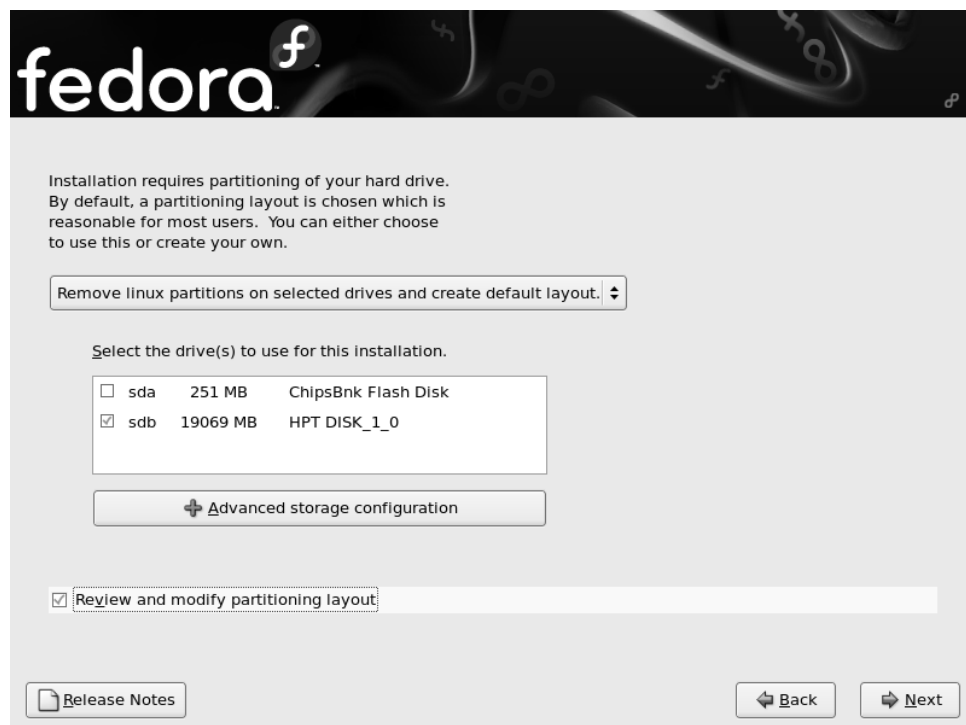 fedora
Installation requires partitioning of your hard drive.
By default, a partitioning layout is chosen which is
reasonable for most users.  You can either choose
to use this or create your own.
Remove linux partitions on selected drives and create default layout.
Select the drive(s) to use for this installation.
sda 251 MB ChipsBnk Flash Disk
sdb 19069 MB HPT DISK_1_0
Advanced storage configuration
Review and modify partitioning layout
Release Notes
Back
Next